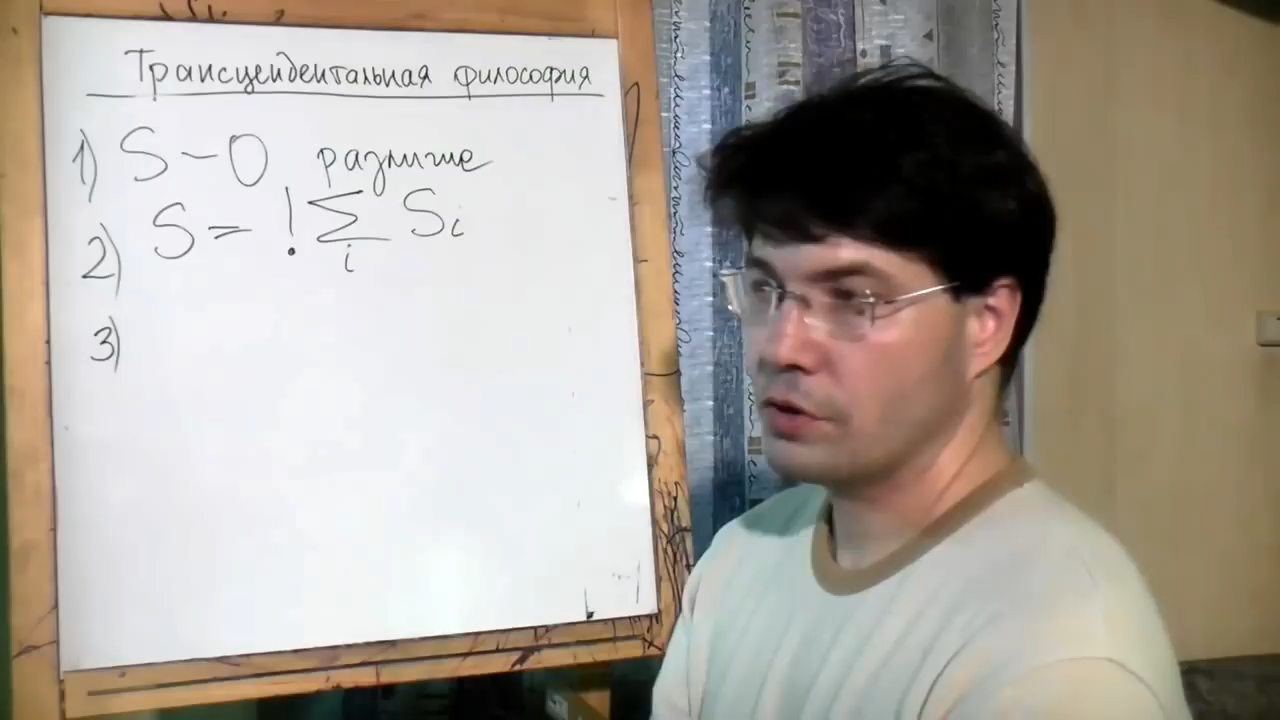 Трансцендентальная философия
1) S – O различие
2) S = ! ∑ Si
i
3)